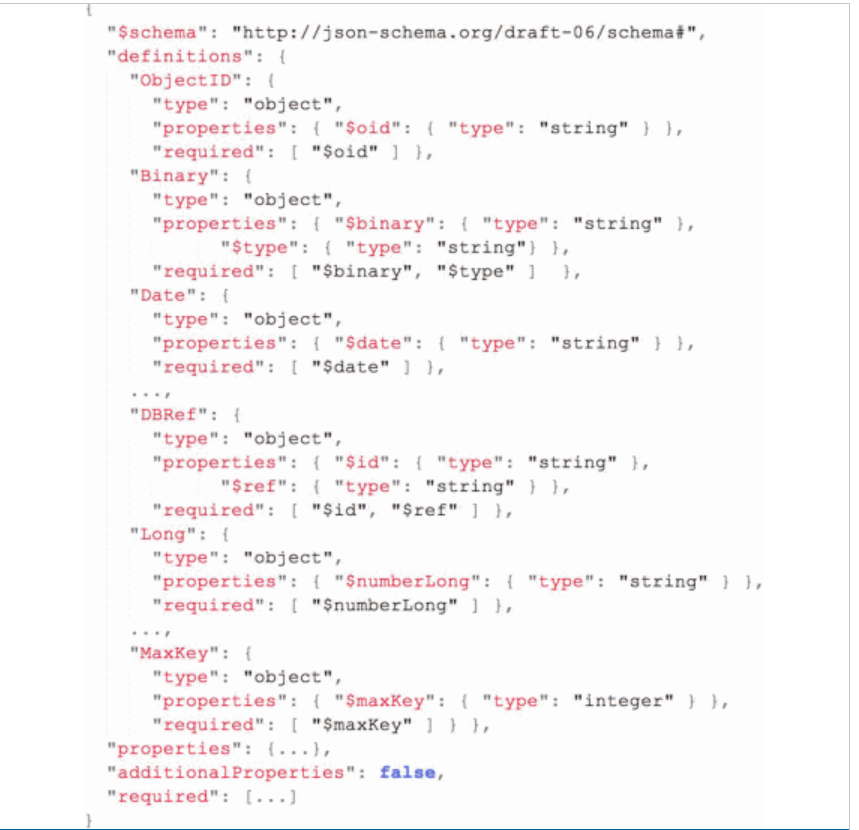 {
"$schema": "http://json-schema.org/draft-06/schema#",
"definitions": {
"ObjectID": {
"type": "object",
"properties": { "$oid": { "type": "string" } },
"required": [ "$oid" ] },
"Binary": {
"type": "object",
"properties": { "$binary": { "type": "string" },
"$type": { "type": "string"} },
"required": [ "$binary", "$type" ] },
"Date": {
"type": "object",
"properties": { "$date": { "type": "string" } },
"required": [ "$date" ] },
...,
"DBRef": {
"type": "object",
"properties": { "$id": { "type": "string" },
"$ref": { "type": "string" } },
"required": [ "$id", "$ref" ] },
"Long": {
"type": "object",
"properties": { "$numberLong": { "type": "string" } },
"required": [ "$numberLong" ] },
...,
"MaxKey": {
"type": "object",
"properties": { "$maxKey": { "type": "integer" } },
"required": [ "$maxKey" ] } },
"properties": {...},
"additionalProperties": false,
"required": [...]
}